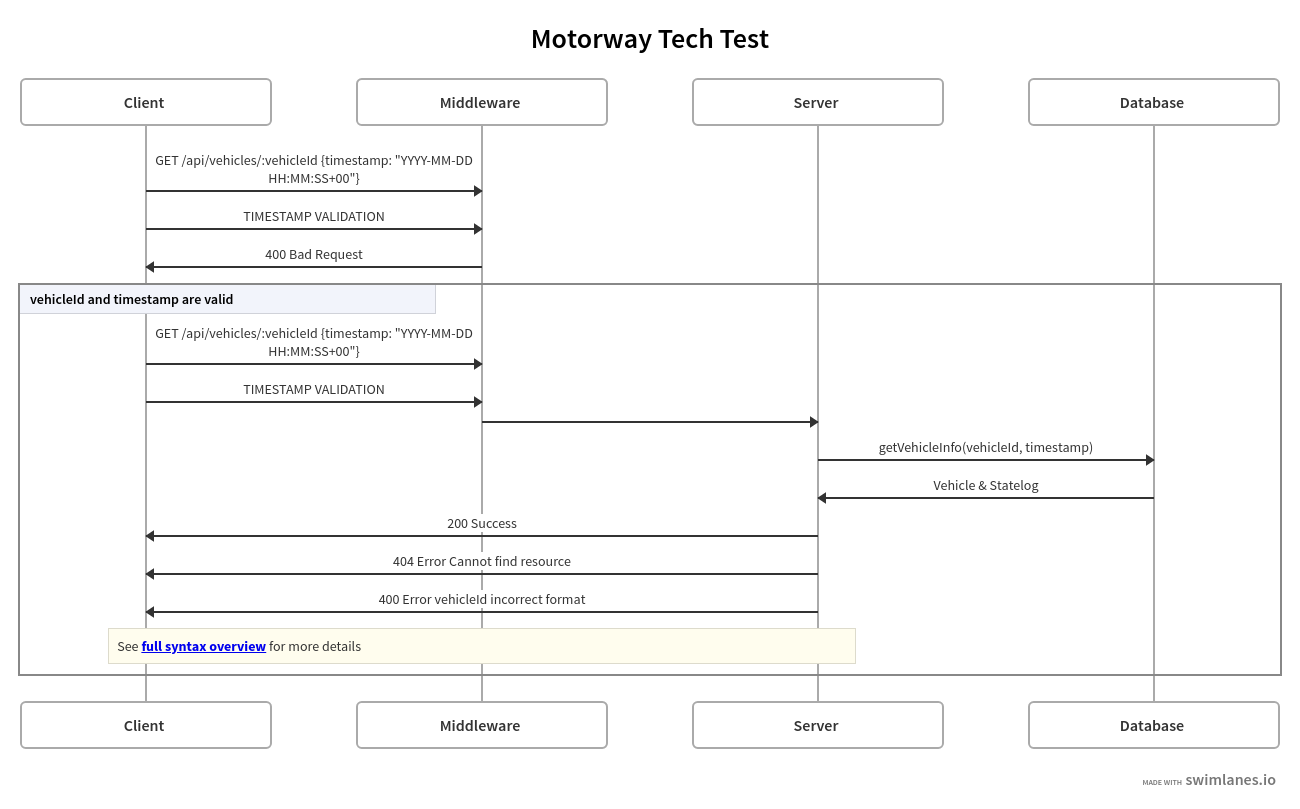 Motorway Tech Test
Client
Middleware
Server
Database
GET /api/vehicles/:vehicleId {timestamp: "YYYY-MM-DD
HH:MM:SS+00"}
TIMESTAMP VALIDATION
400 Bad Request
vehicleId and timestamp are valid
GET /api/vehicles/:vehicleId {timestamp: "YYYY-MM-DD
HH:MM:SS+00"}
TIMESTAMP VALIDATION
getVehicleInfo(vehicleId, timestamp)
Vehicle & Statelog
200 Success
404 Error Cannot find resource
400 Error vehicleId incorrect format
See full syntax overview for more details
Client
Middleware
Server
Database
MADE WITH swimlanes.io